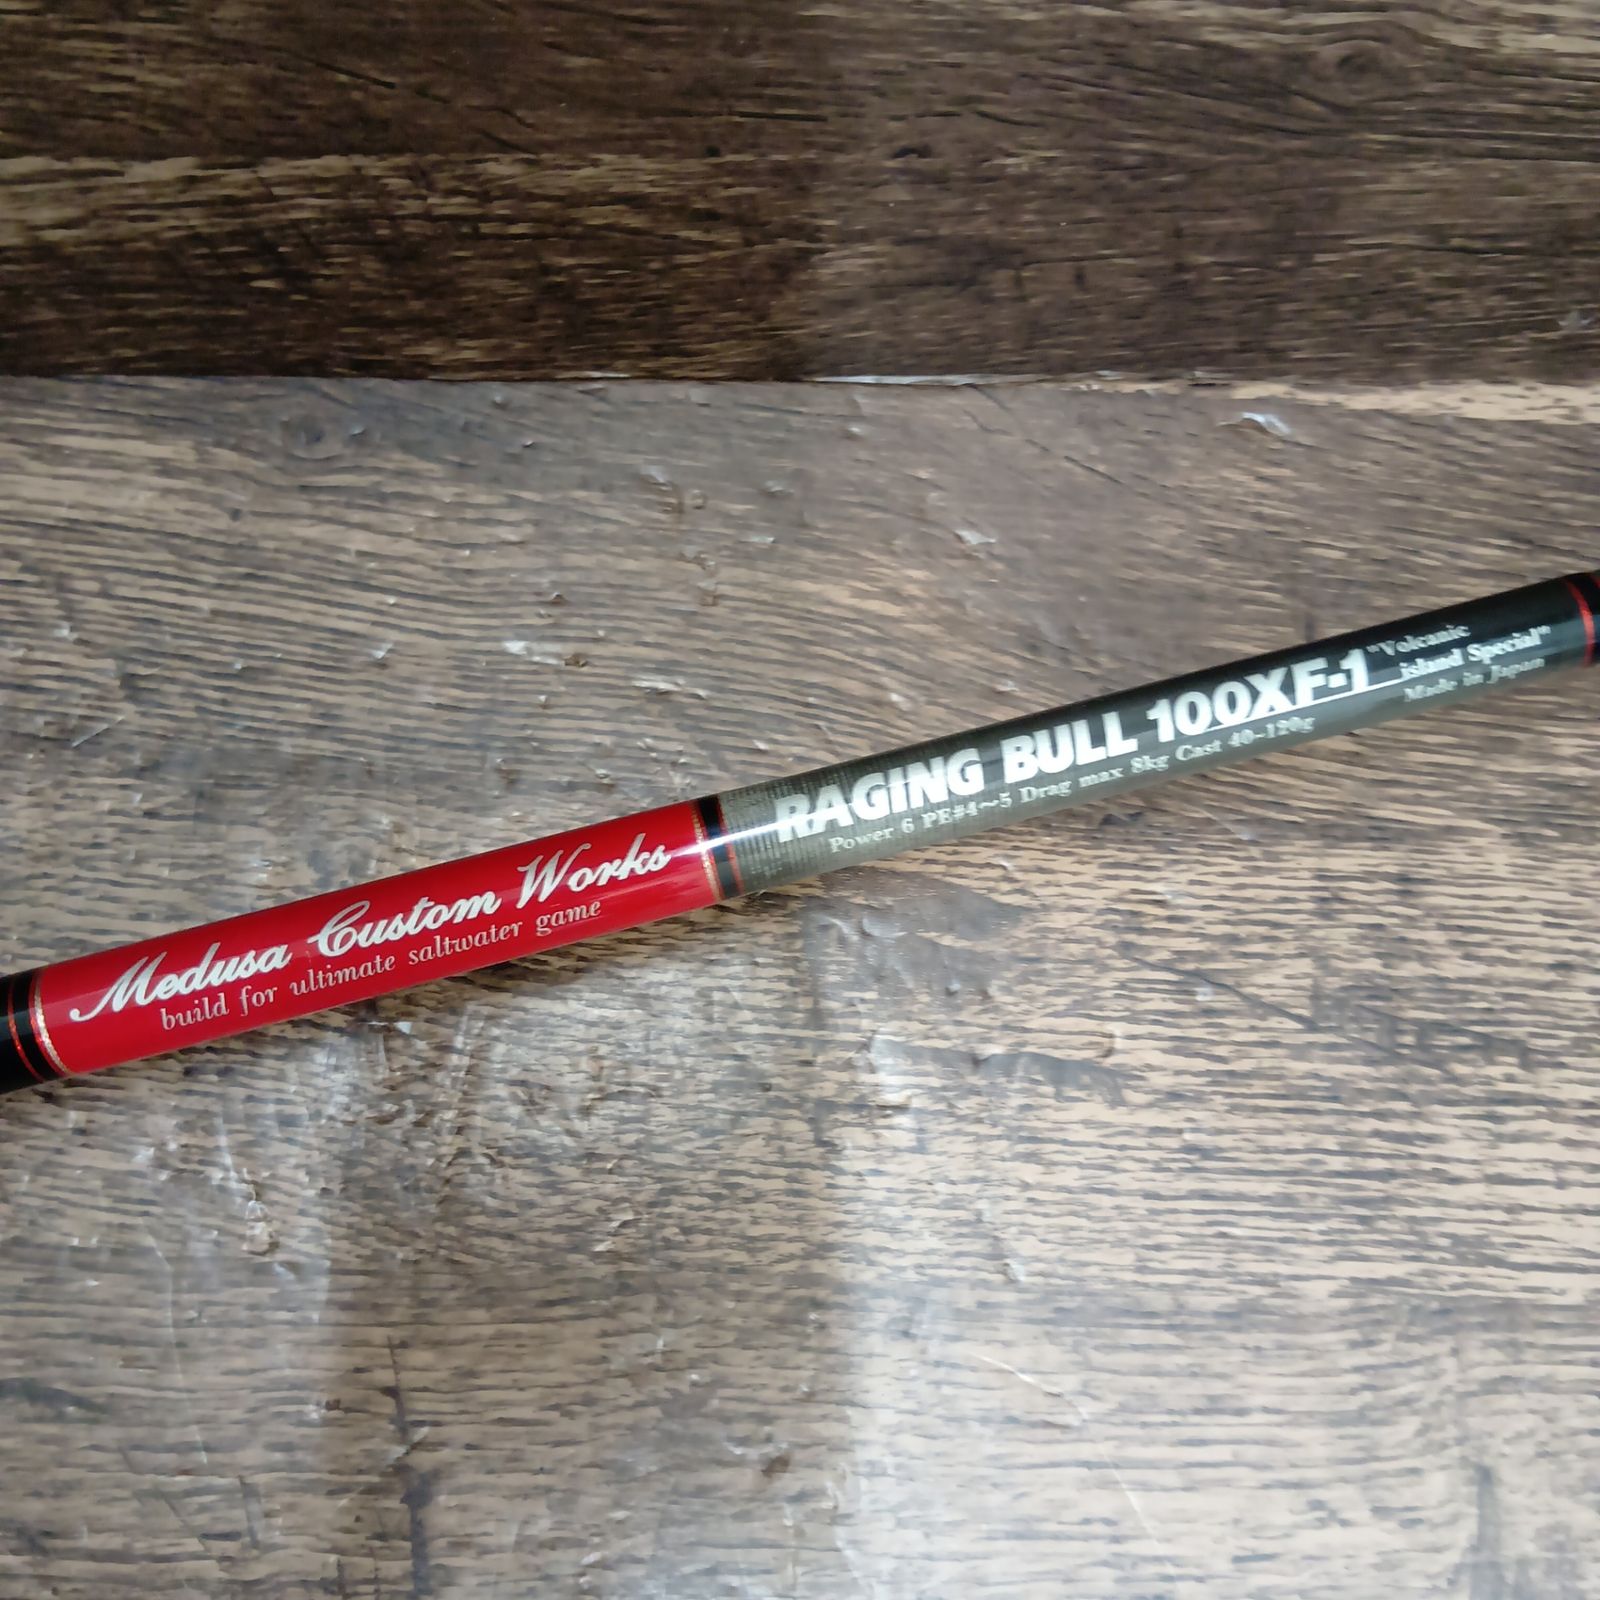 Medusa Custom Works
build for ultimate saltwater game
RAGING BULL 100XF-1
Power 6 PE#4~5 Drag max 8kg Cast 40-120g
"Volcanic
island Special"
Made in Japan